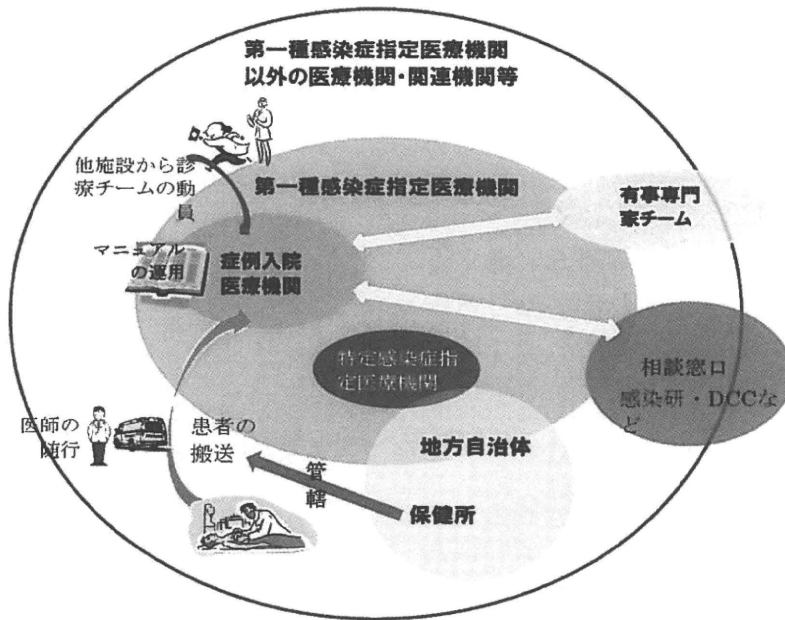 第一種感染症指定医療機関
以外の医療機関・関連機関等
他施設から診
療チームの動
員
第一種感染症指定医療機関
有事専門
家チーム
マニュアル
の運用
症例入院
医療機関
特定感染症指
定医療機関
相談窓口
感染研・DCCな
ど
医師の
随行
患者の
搬送
地方自治体
管
轄
保健所